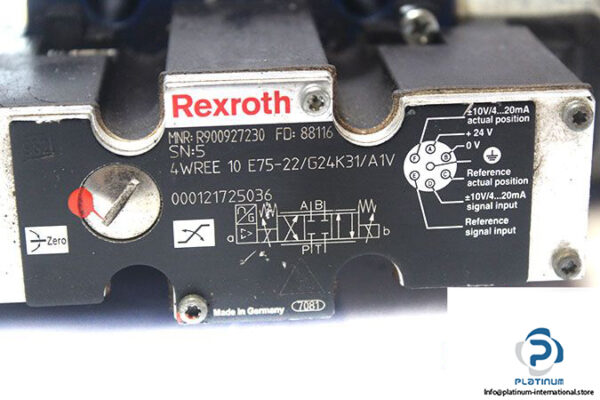 Rexroth
MNR: R900927230 FD: 88116
SN:5
4WREE 10 E75-22/G24K31/A1V
000121725036
Zero
a
A B
P T
b
±10V/4...20mA
actual position
+ 24 V
0 V
Reference
actual position
±10V/4...20mA
signal input
Reference
signal input
Made in Germany
7081
PLATINUM
INTERNATIONAL
info@platinum-international.store